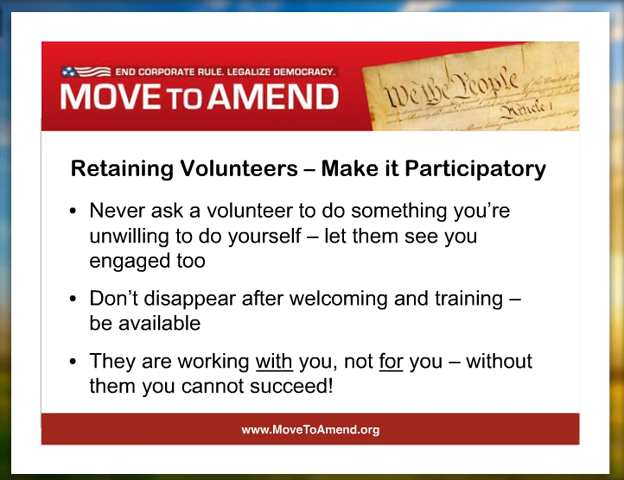 END CORPORATE RULE. LEGALIZE DEMOCRACY.
MOVE TO AMEND
We the People
Article 1
Retaining Volunteers – Make it Participatory
• Never ask a volunteer to do something you’re
unwilling to do yourself – let them see you
engaged too
• Don’t disappear after welcoming and training –
be available
• They are working with you, not for you – without
them you cannot succeed!
www.MoveToAmend.org